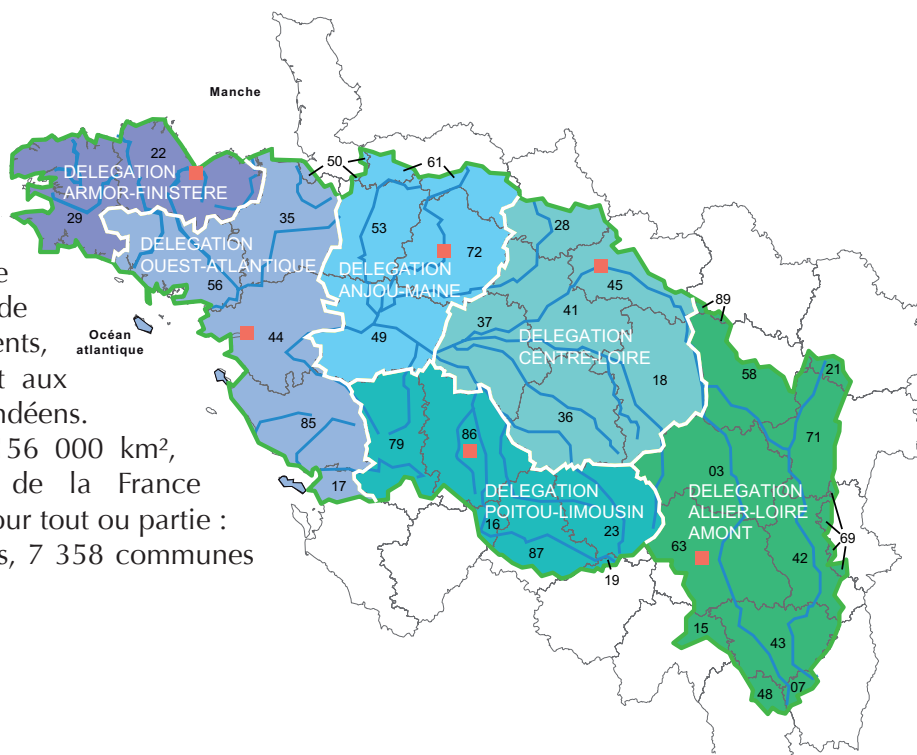 Manche
50
61
22
DELEGATION
ARMOR-FINISTERE
29
35
53
28
DELEGATION
OUEST-ATLANTIQUE
72
DELEGATION
ANJOU-MAINE
45
56
41
89
e
de
ents,
Océan
atlantique
44
49
37
DELEGATION
CENTRE-LOIRE
t aux
ndéens.
18
58
21
85
36
71
56 000 km²,
79
86
de la France
17
03
DELEGATION
POITOU-LIMOUSIN
DELEGATION
ALLIER-LOIRE
AMONT
our tout ou partie :
16
23
69
s, 7 358 communes
87
63
42
19
15
43
48
07